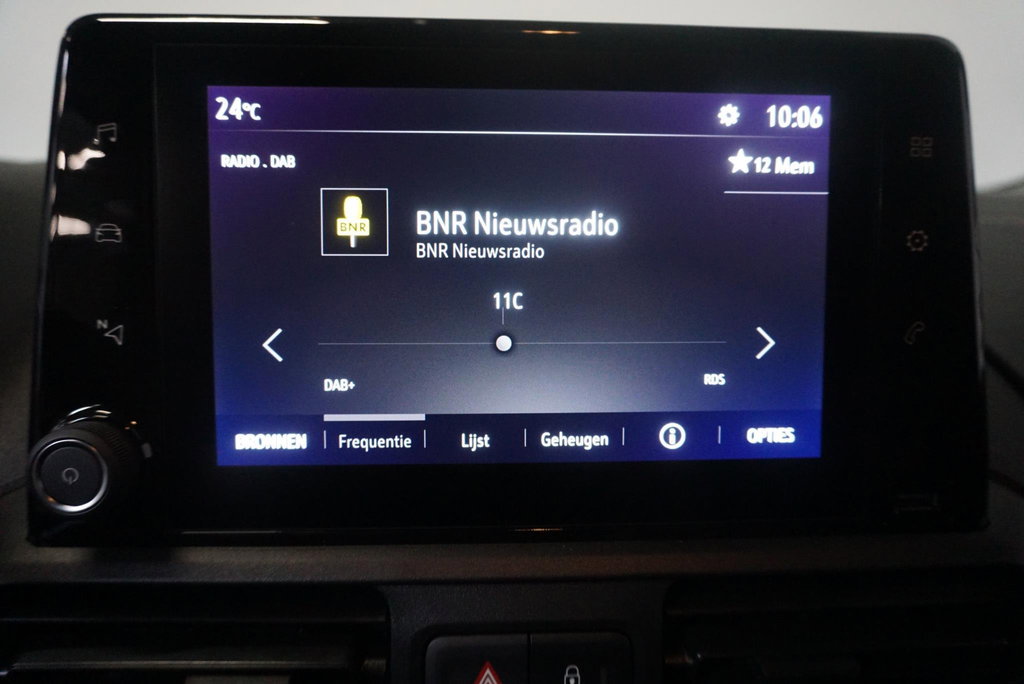 24°C
10:06
RADIO . DAB
12 Mem
BNR
BNR Nieuwsradio
BNR Nieuwsradio
11C
N
DAB+
RDS
BRONNEN
Frequentie
Lijst
Geheugen
OPTIES